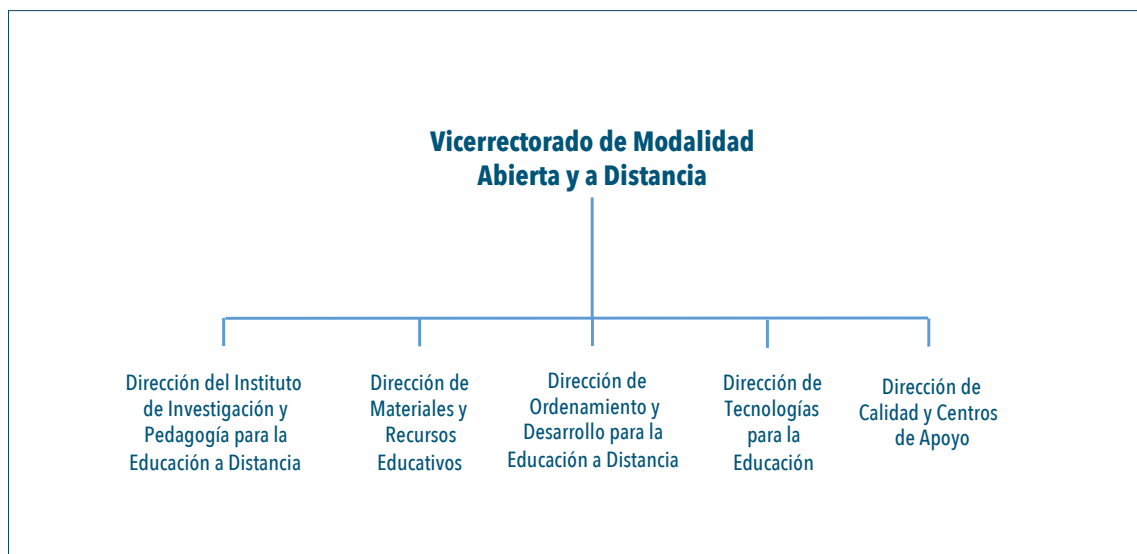 Vicerrectorado de Modalidad
Abierta y a Distancia
Dirección del Instituto
de Investigación y
Pedagogía para la
Educación a Distancia
Dirección de
Materiales y
Recursos
Educativos
Dirección de
Ordenamiento y
Desarrollo para la
Educación a Distancia
Dirección de
Tecnologías
para la
Educación
Dirección de
Calidad y Centros
de Apoyo